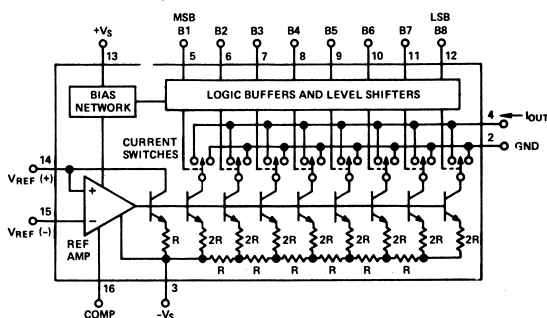 MSB LSB
+VS B1 B2 B3 B4 B5 B6 B7 B8
13 5 6 7 8 9 10 11 12
BIAS
NETWORK
LOGIC BUFFERS AND LEVEL SHIFTERS
4 IOUT
2 GND
CURRENT
SWITCHES
14
VREF (+)
+
15
VREF (-)
−
REF
AMP
R 2R 2R 2R 2R 2R 2R 2R 2R
R R R R R R
16 3
COMP -VS